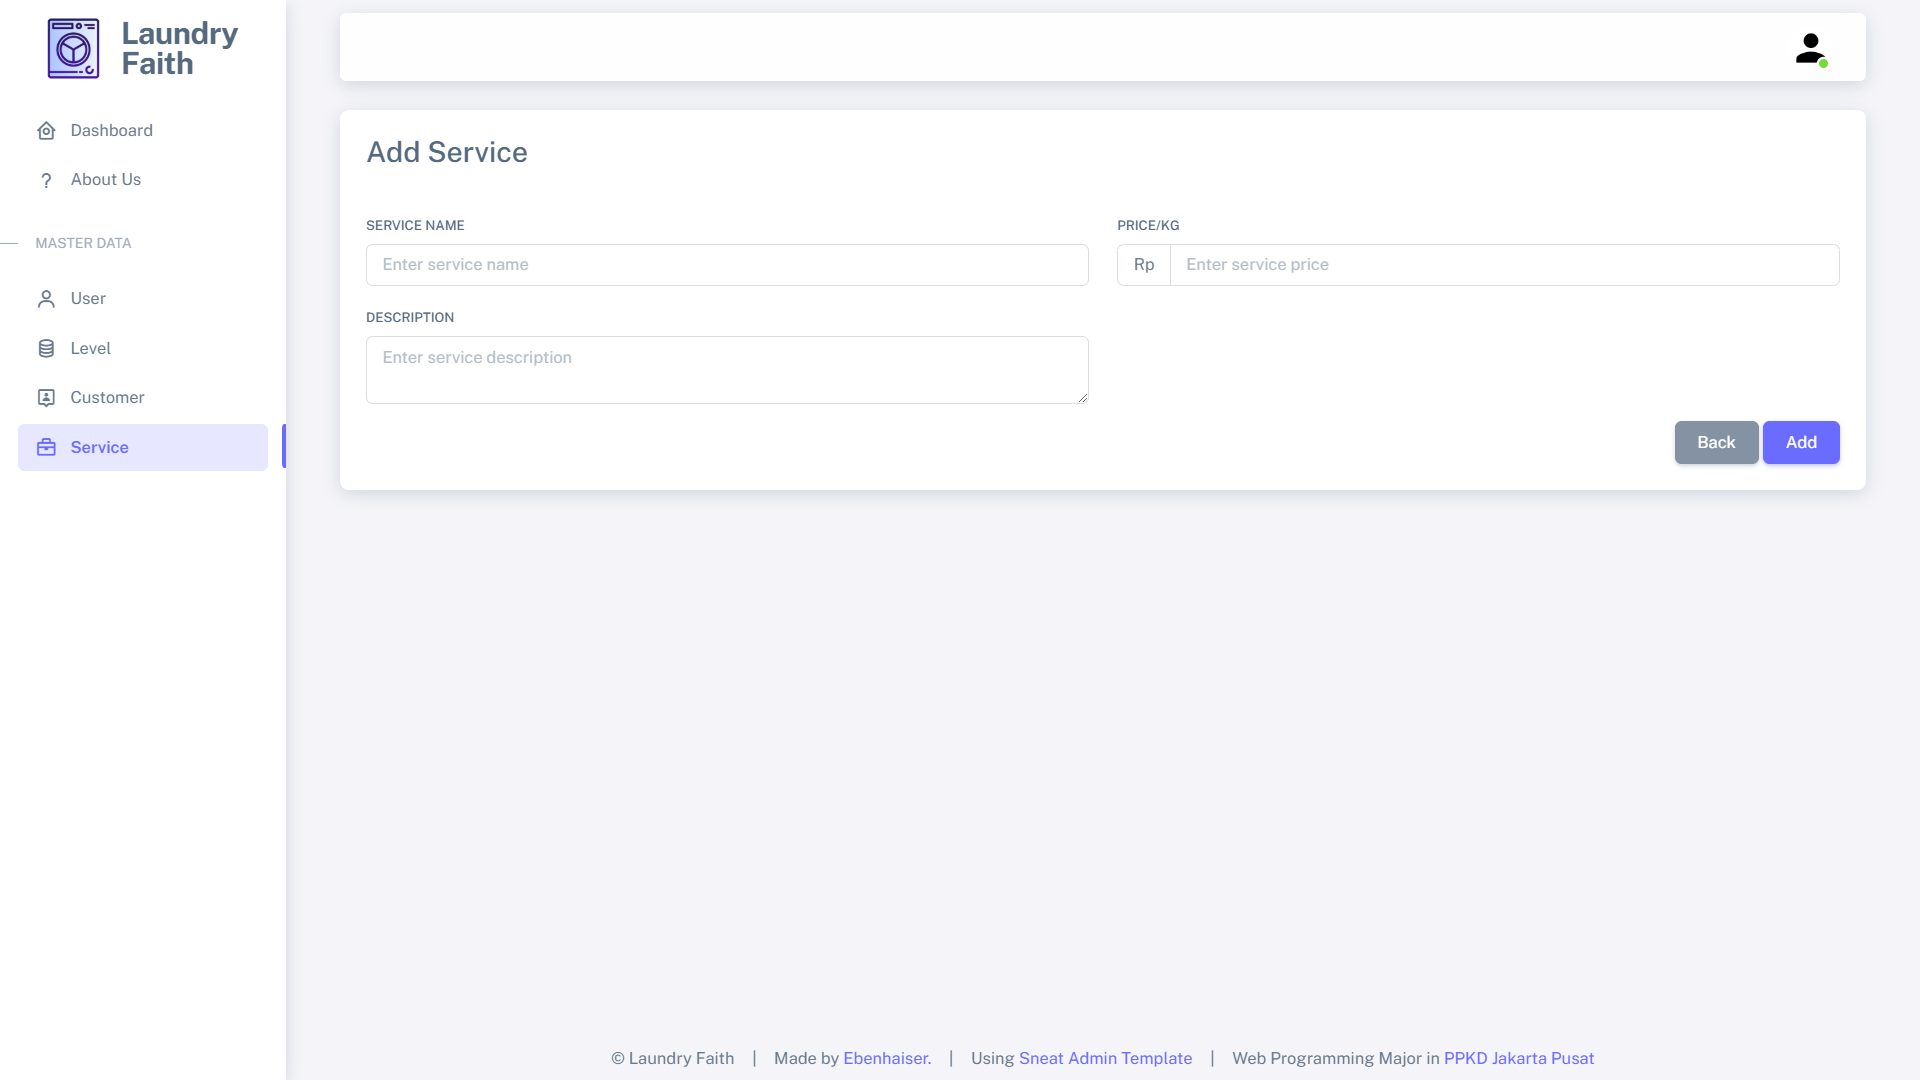 Laundry
Faith
Dashboard
About Us
MASTER DATA
User
Level
Customer
Service
Add Service
SERVICE NAME
Enter service name
PRICE/KG
Rp
Enter service price
DESCRIPTION
Enter service description
Back
Add
© Laundry Faith | Made by Ebenhaiser. | Using Sneat Admin Template | Web Programming Major in PPKD Jakarta Pusat